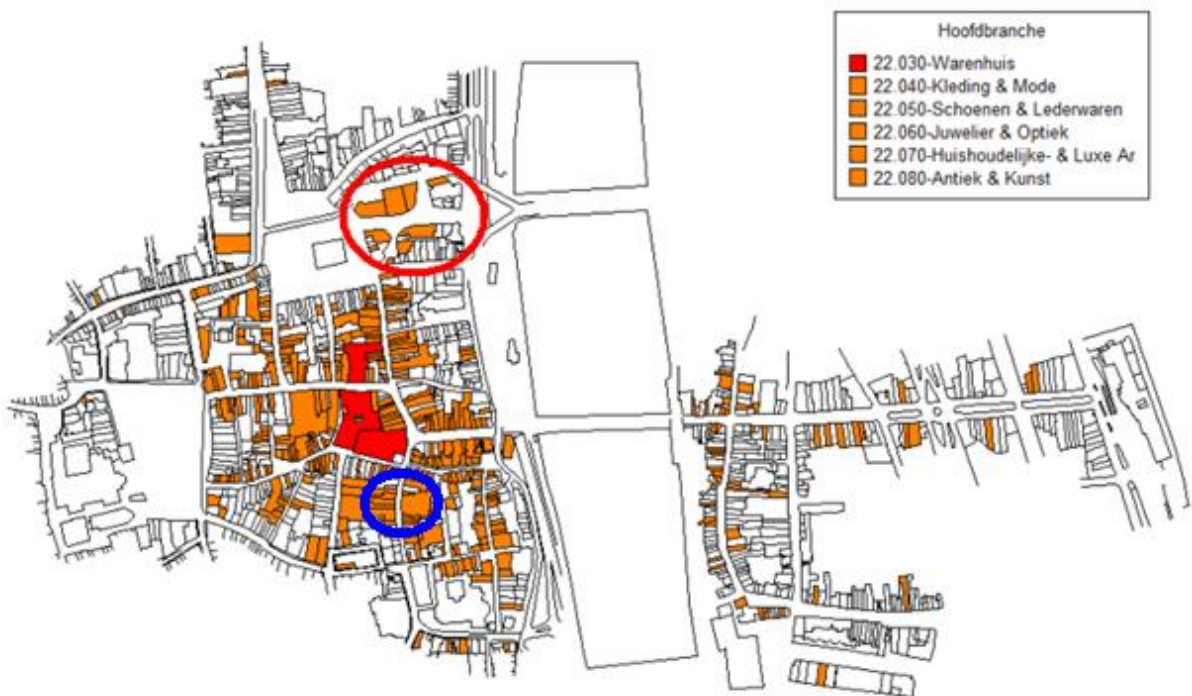 Hoofdbranche
22.030-Warenhuis
22.040-Kleding & Mode
22.050-Schoenen & Lederwaren
22.060-Juwelier & Optiek
22.070-Huishoudelijke- & Luxe Ar
22.080-Antiek & Kunst